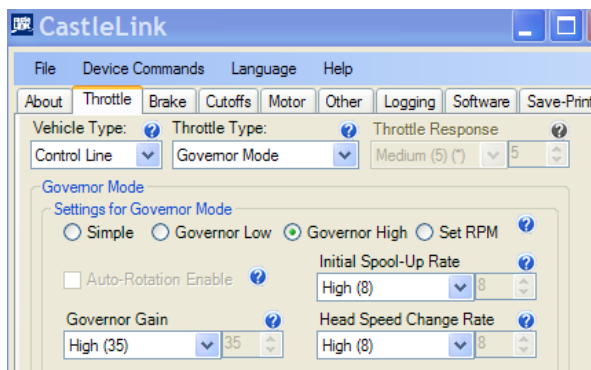 CastleLink
File Device Commands Language Help
About Throttle Brake Cutoffs Motor Other Logging Software Save-Print
Vehicle Type: Throttle Type: Throttle Response
Control Line Governor Mode Medium (5) (*) 5
Governor Mode
Settings for Governor Mode
Simple Governor Low Governor High Set RPM
Auto-Rotation Enable
Initial Spool-Up Rate
High (8) 8
Governor Gain Head Speed Change Rate
High (35) 35 High (8) 8